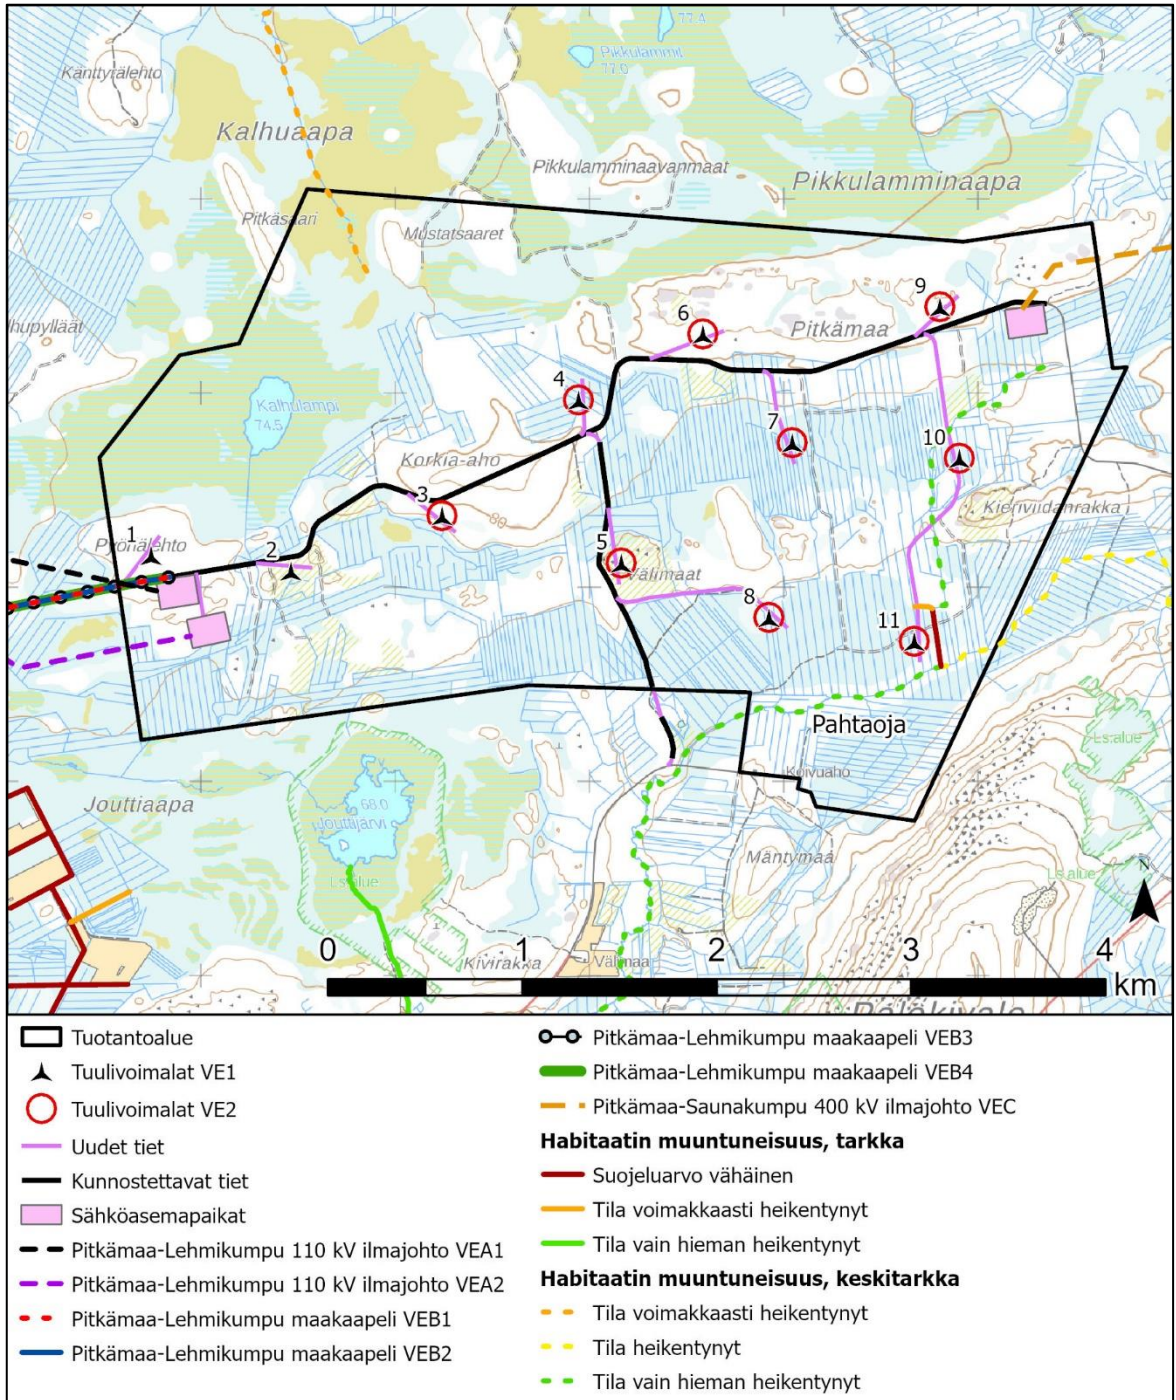 77.4
Känttyrälehto
Pikkulammit
77.0
Kalhuaapa
Pikkulamminaavanmaat
Pikkulamminaapa
Pitkäsaari
Mustatsaaret
9
6
Pitkämaa
4
Kalhulampi
74.5
7
10
Korkia-aho
3
80
Kieriviidanrakka
1
Pyöriälehto
2
5
Välimaat
8
11
Pahtaoja
Ls.alue
Koivuaho
Jouttiaapa
68.0
Jouttijärvi
Mäntymaa
Ls.alue
Ls.alue
N
0 1 2 3 4
km
Kivirakka
Välimaa
Tuotantoalue
Tuulivoimalat VE1
Tuulivoimalat VE2
Uudet tiet
Kunnostettavat tiet
Sähköasemapaikat
Pitkämaa-Lehmikumpu 110 kV ilmajohto VEA1
Pitkämaa-Lehmikumpu 110 kV ilmajohto VEA2
Pitkämaa-Lehmikumpu maakaapeli VEB1
Pitkämaa-Lehmikumpu maakaapeli VEB2
Pitkämaa-Lehmikumpu maakaapeli VEB3
Pitkämaa-Lehmikumpu maakaapeli VEB4
Pitkämaa-Saunakumpu 400 kV ilmajohto VEC
Habitaatin muuntuneisuus, tarkka
Suojeluarvo vähäinen
Tila voimakkaasti heikentynyt
Tila vain hieman heikentynyt
Habitaatin muuntuneisuus, keskitarkka
Tila voimakkaasti heikentynyt
Tila heikentynyt
Tila vain hieman heikentynyt